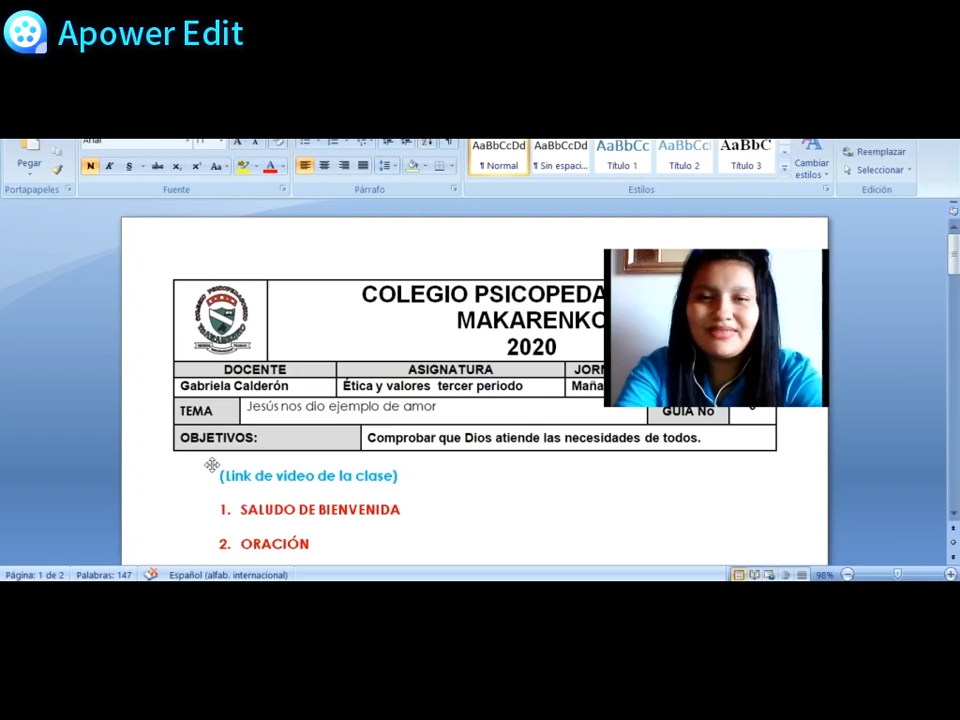 Apower Edit
Pegar
Portapapeles
Fuente
Párrafo
AaBbCcDd AaBbCcDd AaBbCc AaBbCc AaBbC
¶ Normal ¶ Sin espaci... Título 1 Título 2 Título 3
Cambiar estilos
Estilos
Reemplazar
Seleccionar
Edición
COLEGIO PSICOPEDA
MAKARENKO
2020
DOCENTE ASIGNATURA JORN
Gabriela Calderón Ética y valores tercer periodo Maña
TEMA Jesús nos dio ejemplo de amor GUIA No
OBJETIVOS: Comprobar que Dios atiende las necesidades de todos.
(Link de video de la clase)
1. SALUDO DE BIENVENIDA
2. ORACIÓN
Página: 1 de 2 Palabras: 147 Español (alfab. internacional) 98%